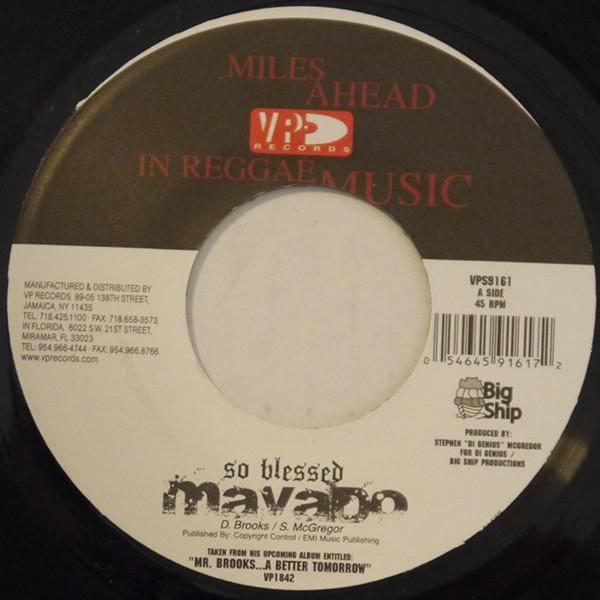 MILES
AHEAD
VP
RECORDS
IN REGGAE MUSIC
MANUFACTURED & DISTRIBUTED BY
VP RECORDS. 89-05 138TH STREET,
JAMAICA, NY 11435
TEL: 718.425.1100 · FAX: 718.658-3573
IN FLORIDA, 6022 S.W. 21ST STREET,
MIRAMAR, FL 33023
TEL: 954.966-4744 · FAX: 954.966.8766
www.vprecords.com
VPS9161
A SIDE
45 RPM
0 54645 91617 2
Big
Ship
PRODUCED BY:
STEPHEN "DI GENIUS" MCGREGOR
FOR DI GENIUS /
BIG SHIP PRODUCTIONS
so blessed
mavado
D. Brooks / S. McGregor
Published By: Copyright Control / EMI Music Publishing
TAKEN FROM HIS UPCOMING ALBUM ENTITLED:
"MR. BROOKS...A BETTER TOMORROW"
VP1842